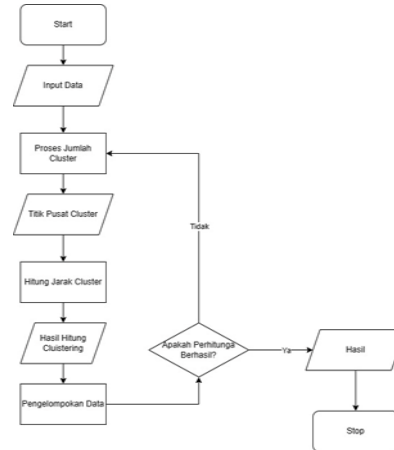 Start
Input Data
Proses Jumlah
Cluster
Titik Pusat Cluster
Hitung Jarak Cluster
Hasil Hitung
Cluistering
Pengelompokan Data
Apakah Perhitunga
Berhasil?
Tidak
Ya
Hasil
Stop